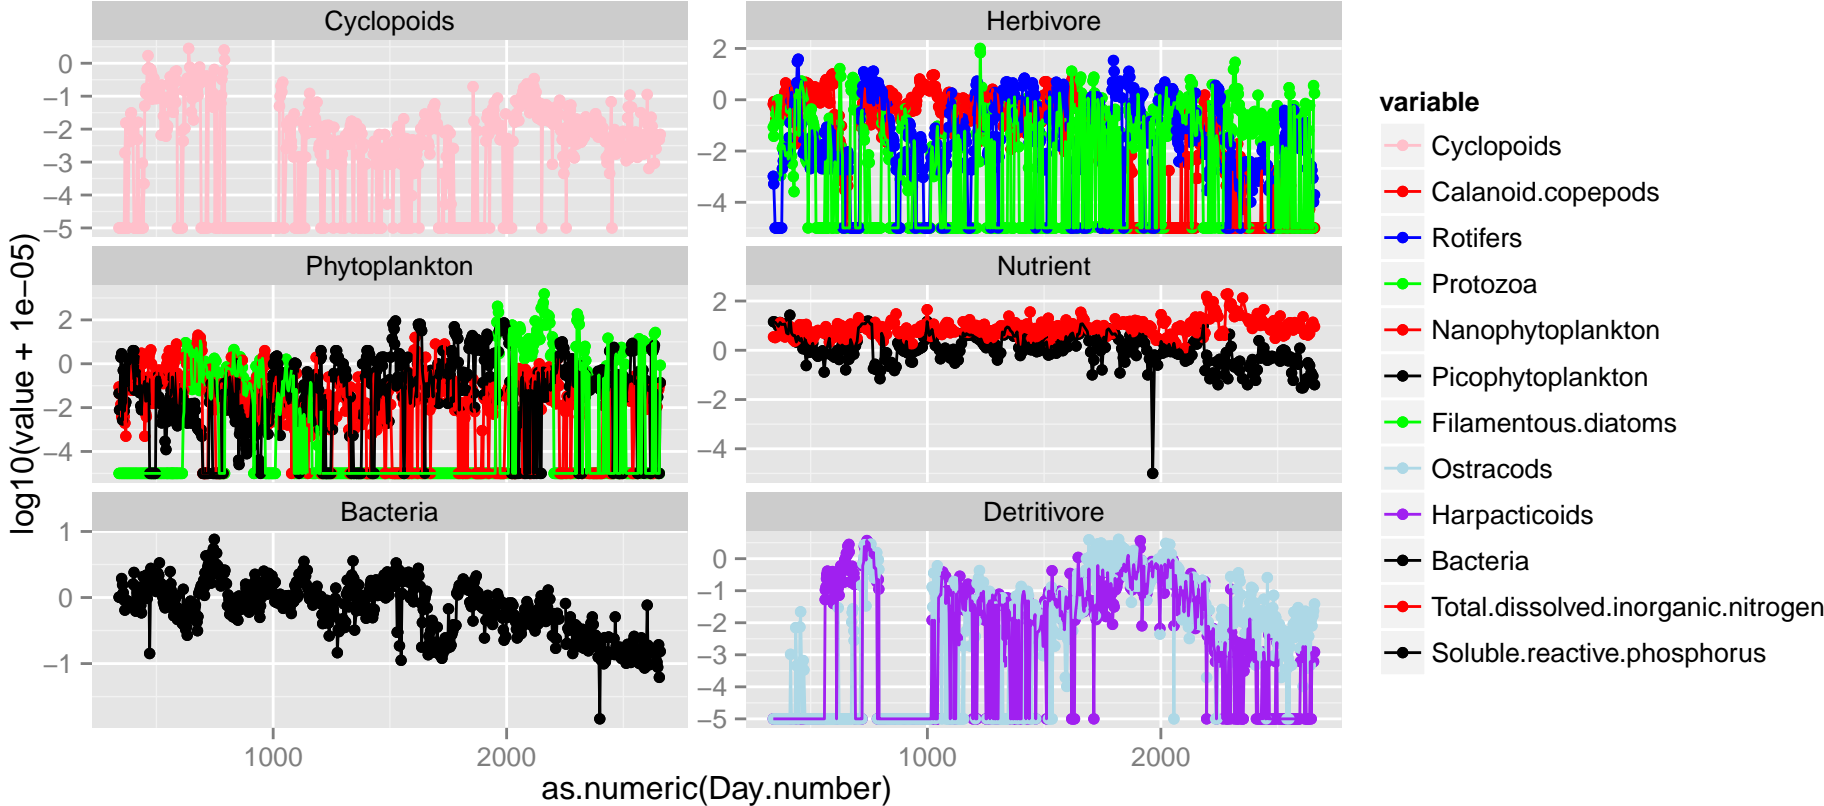 Cyclopoids
0
−1
−2
−3
−4
−5
Herbivore
2
0
−2
−4
Phytoplankton
2
0
−2
−4
Nutrient
2
0
−2
−4
Bacteria
1
0
−1
1000
2000
Detritivore
0
−1
−2
−3
−4
−5
1000
2000
log10(value + 1e−05)
as.numeric(Day.number)
variable
Cyclopoids
Calanoid.copepods
Rotifers
Protozoa
Nanophytoplankton
Picophytoplankton
Filamentous.diatoms
Ostracods
Harpacticoids
Bacteria
Total.dissolved.inorganic.nitrogen
Soluble.reactive.phosphorus